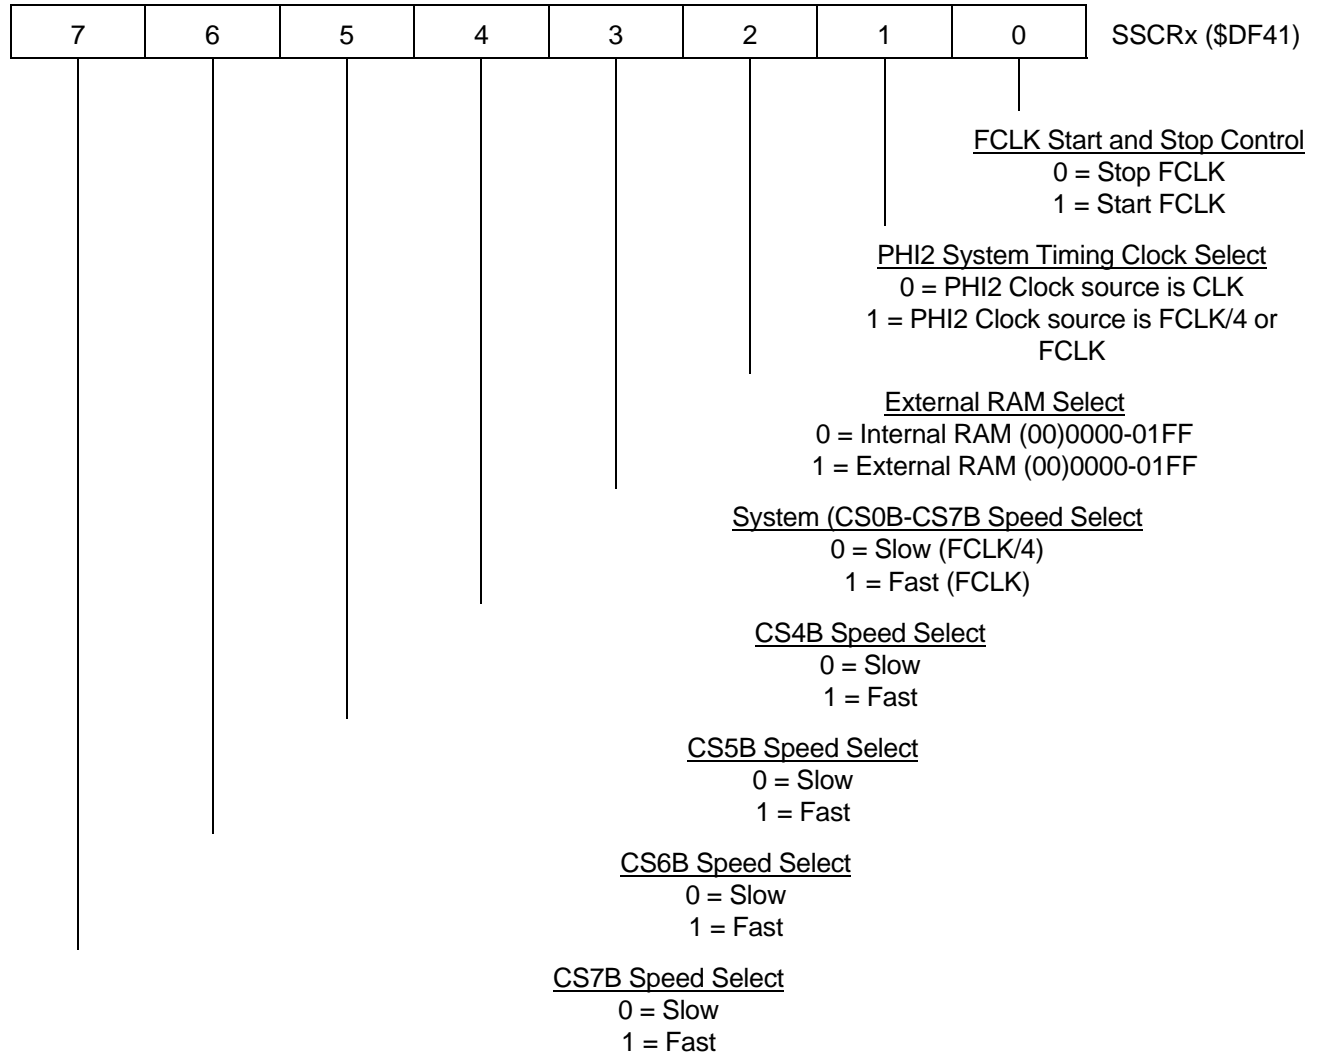 7 6 5 4 3 2 1 0 SSCRx ($DF41)
FCLK Start and Stop Control
0 = Stop FCLK
1 = Start FCLK
PHI2 System Timing Clock Select
0 = PHI2 Clock source is CLK
1 = PHI2 Clock source is FCLK/4 or
FCLK
External RAM Select
0 = Internal RAM (00)0000-01FF
1 = External RAM (00)0000-01FF
System (CS0B-CS7B Speed Select
0 = Slow (FCLK/4)
1 = Fast (FCLK)
CS4B Speed Select
0 = Slow
1 = Fast
CS5B Speed Select
0 = Slow
1 = Fast
CS6B Speed Select
0 = Slow
1 = Fast
CS7B Speed Select
0 = Slow
1 = Fast